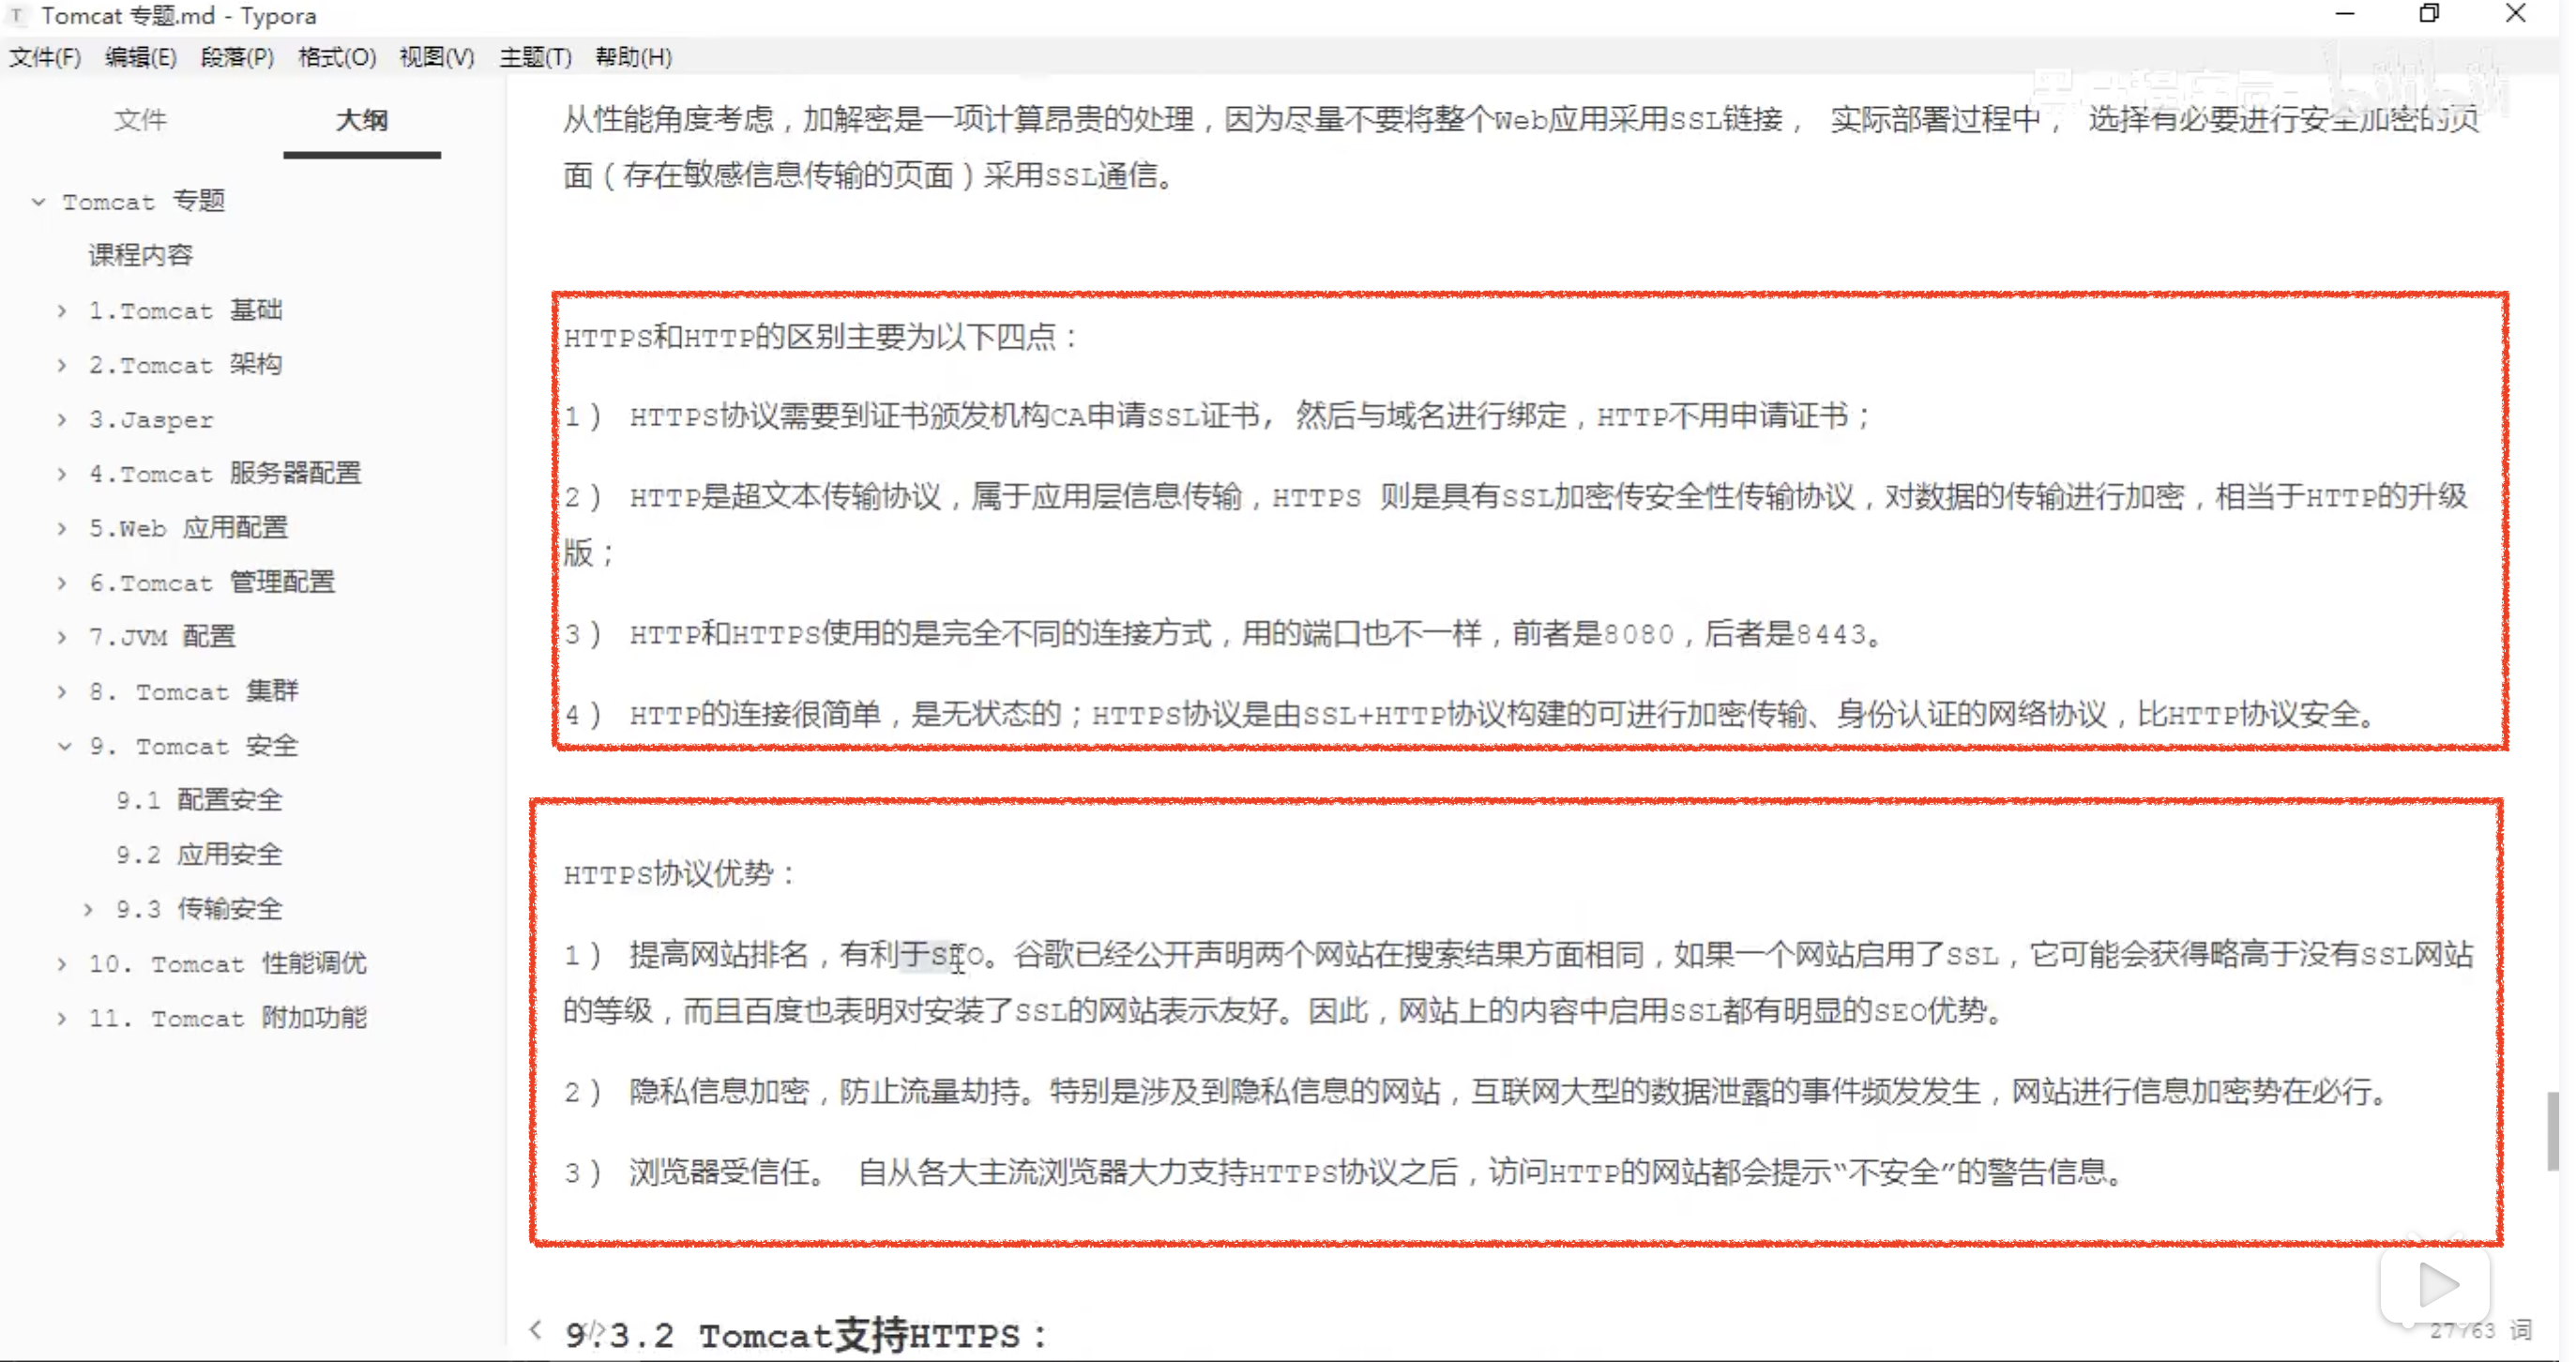 Tomcat 专题.md - Typora
文件(F) 编辑(E) 段落(P) 格式(O) 视图(V) 主题(T) 帮助(H)
文件 大纲
Tomcat 专题
课程内容
1.Tomcat 基础
2.Tomcat 架构
3.Jasper
4.Tomcat 服务器配置
5.Web 应用配置
6.Tomcat 管理配置
7.JVM 配置
8. Tomcat 集群
9. Tomcat 安全
9.1 配置安全
9.2 应用安全
9.3 传输安全
10. Tomcat 性能调优
11. Tomcat 附加功能
从性能角度考虑，加解密是一项计算昂贵的处理，因为尽量不要将整个Web应用采用SSL链接， 实际部署过程中， 选择有必要进行安全加密的页
面（存在敏感信息传输的页面）采用SSL通信。
HTTPS和HTTP的区别主要为以下四点：
1） HTTPS协议需要到证书颁发机构CA申请SSL证书, 然后与域名进行绑定，HTTP不用申请证书；
2） HTTP是超文本传输协议，属于应用层信息传输，HTTPS 则是具有SSL加密传安全性传输协议，对数据的传输进行加密，相当于HTTP的升级
版；
3） HTTP和HTTPS使用的是完全不同的连接方式，用的端口也不一样，前者是8080，后者是8443。
4） HTTP的连接很简单，是无状态的；HTTPS协议是由SSL+HTTP协议构建的可进行加密传输、身份认证的网络协议，比HTTP协议安全。
HTTPS协议优势：
1） 提高网站排名，有利于SEO。谷歌已经公开声明两个网站在搜索结果方面相同，如果一个网站启用了SSL，它可能会获得略高于没有SSL网站
的等级，而且百度也表明对安装了SSL的网站表示友好。因此，网站上的内容中启用SSL都有明显的SEO优势。
2） 隐私信息加密，防止流量劫持。特别是涉及到隐私信息的网站，互联网大型的数据泄露的事件频发发生，网站进行信息加密势在必行。
3） 浏览器受信任。 自从各大主流浏览器大力支持HTTPS协议之后，访问HTTP的网站都会提示“不安全”的警告信息。
9.3.2 Tomcat支持HTTPS：
词